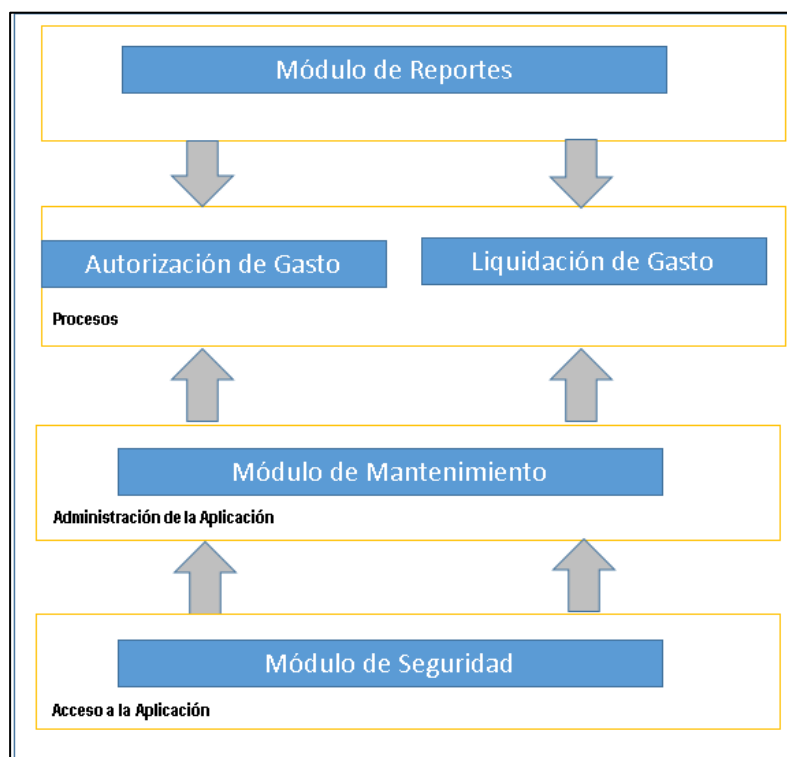 Módulo de Reportes
Autorización de Gasto
Liquidación de Gasto
Procesos
Módulo de Mantenimiento
Administración de la Aplicación
Módulo de Seguridad
Acceso a la Aplicación